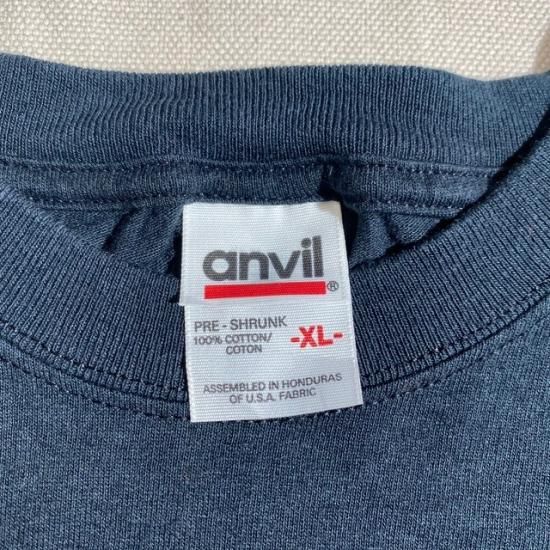 anvil®
PRE-SHRUNK
100% COTTON/
COTON
-XL-
ASSEMBLED IN HONDURAS
OF U.S.A. FABRIC